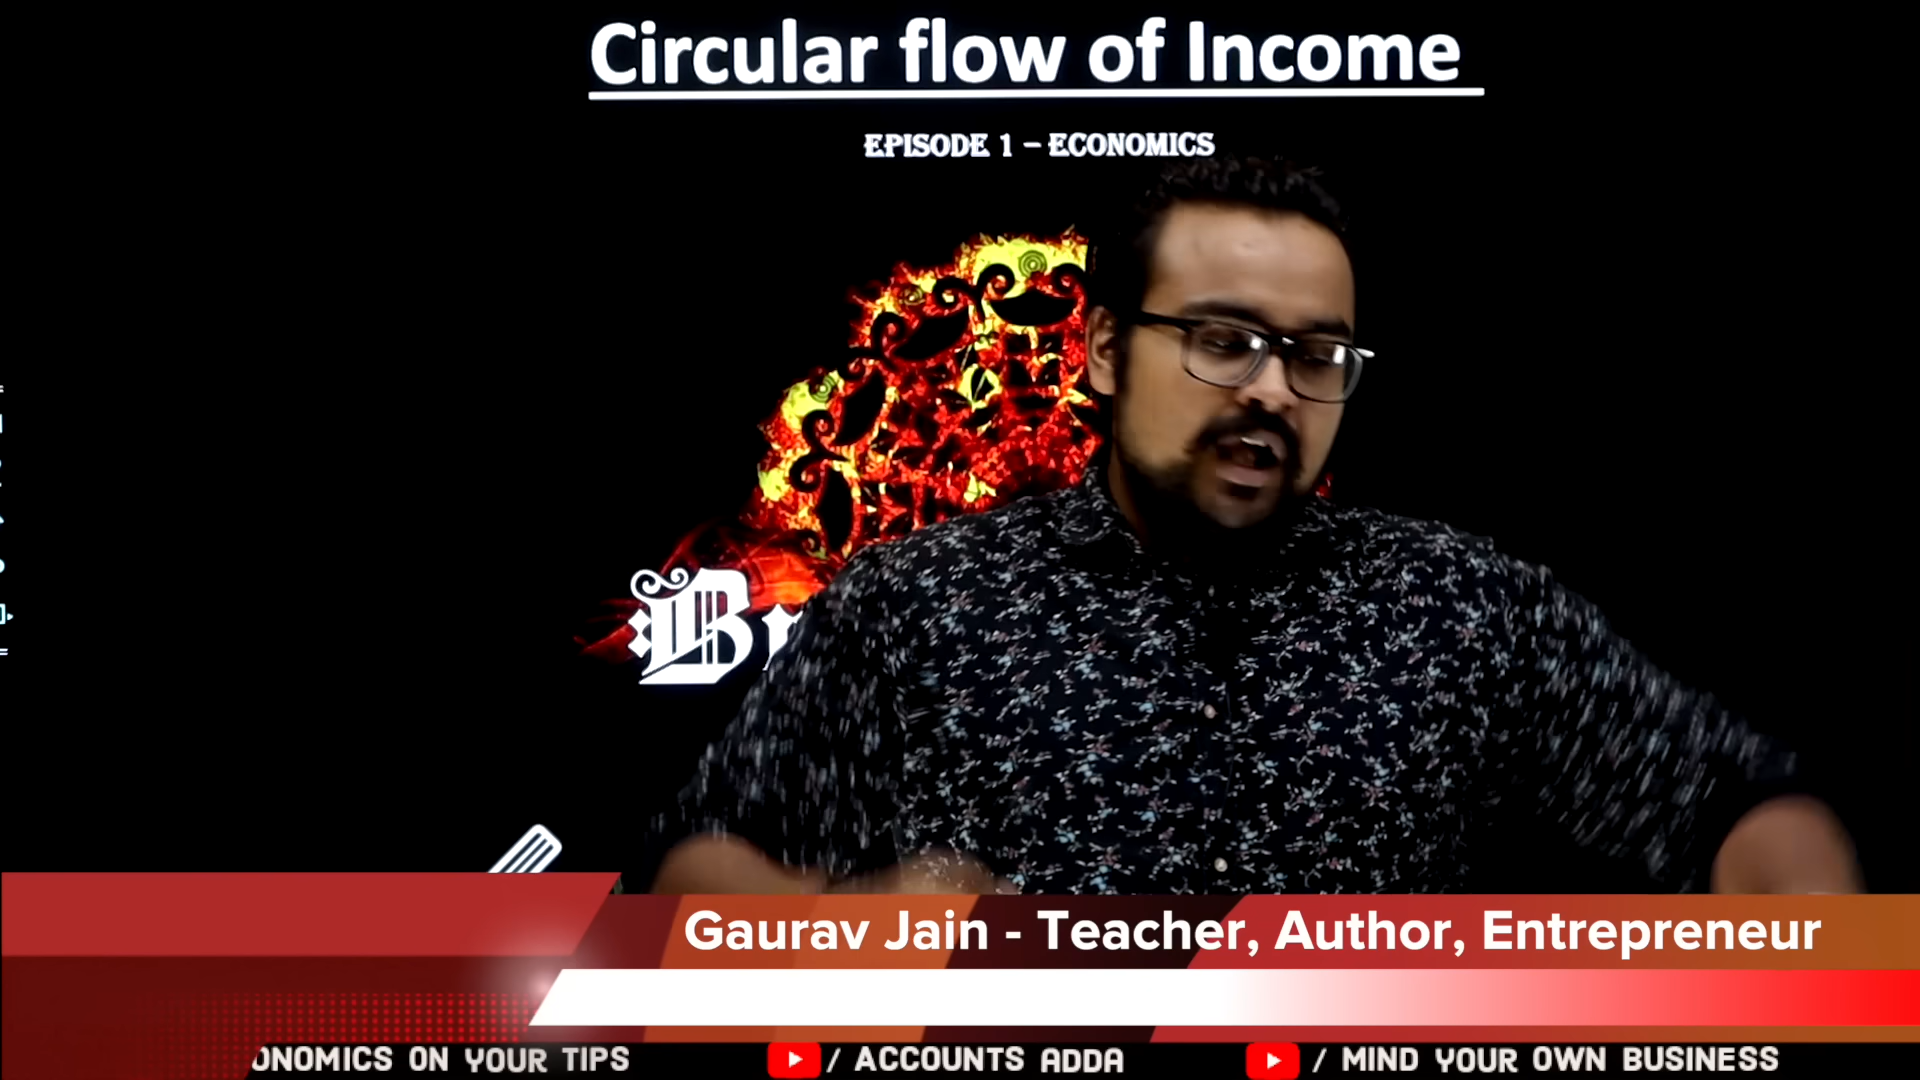 Circular flow of Income
EPISODE 1 – ECONOMICS
Gaurav Jain - Teacher, Author, Entrepreneur
ONOMICS ON YOUR TIPS / ACCOUNTS ADDA / MIND YOUR OWN BUSINESS